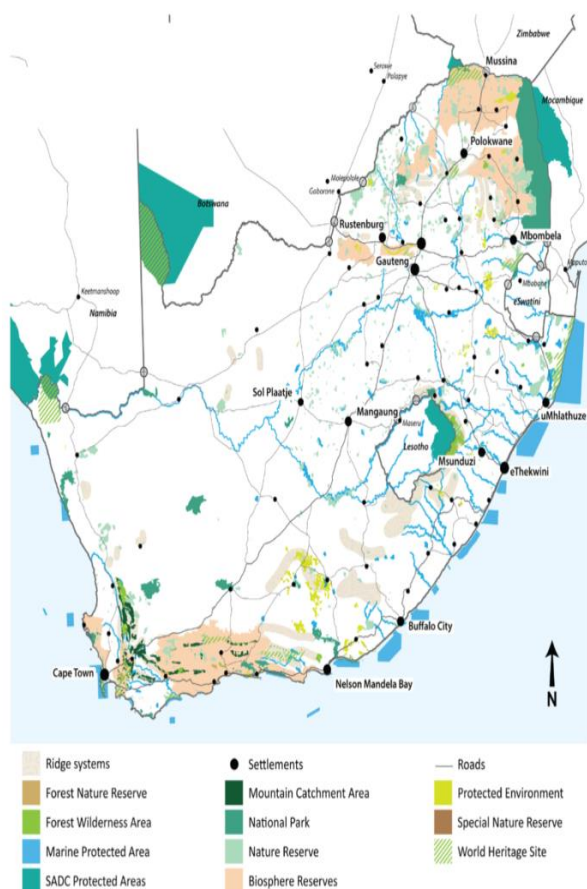 Zimbabwe
Mussina
Serowe
Palapye
Mocambique
Polokwane
Molepolole
Gaborone
Botswana
Rustenburg
Mbombela
Gauteng
Maputo
Mbabane
eSwatini
Keetmanshoop
Namibia
Sol Plaatje
Mangaung
uMhlathuze
Maseru
Lesotho
Msunduzi
eThekwini
Buffalo City
Cape Town
Nelson Mandela Bay
N
Ridge systems
Settlements
Roads
Forest Nature Reserve
Mountain Catchment Area
Protected Environment
Forest Wilderness Area
National Park
Special Nature Reserve
Marine Protected Area
Nature Reserve
World Heritage Site
SADC Protected Areas
Biosphere Reserves